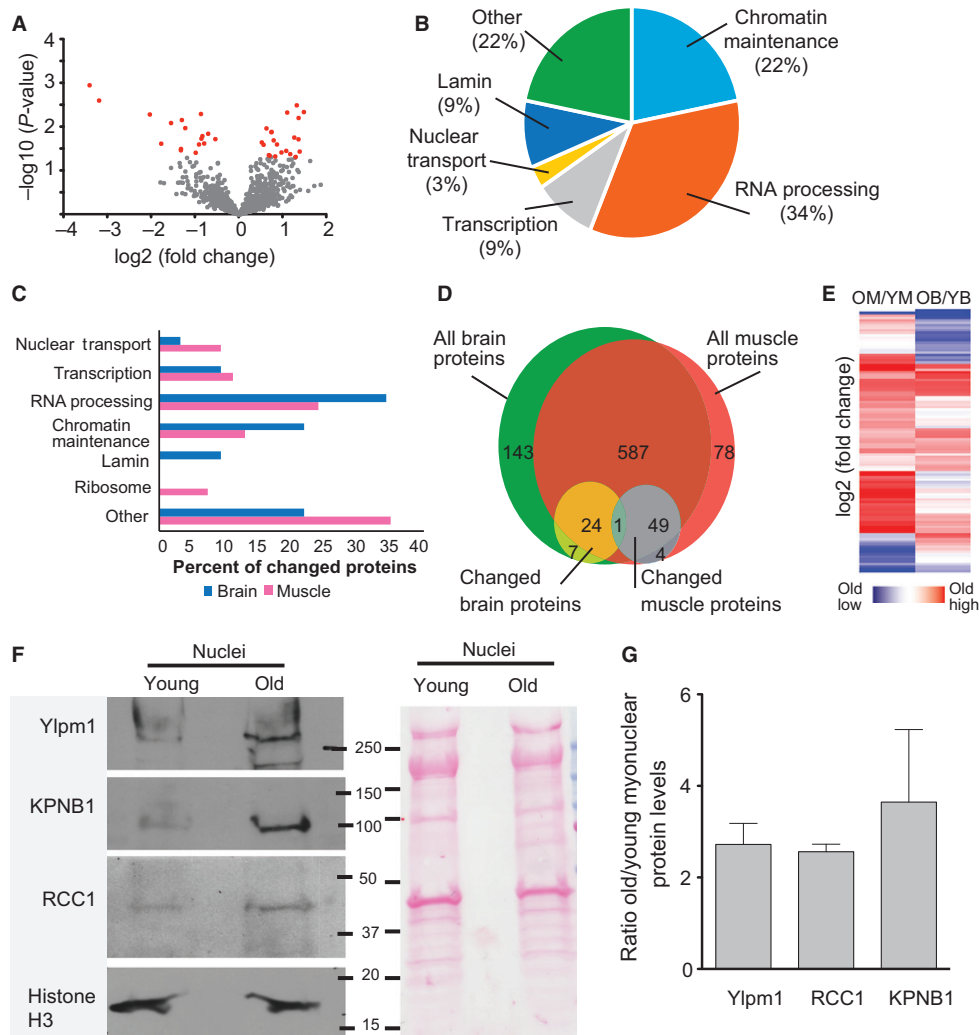 A
−log10 (P-value)
4
3
2
1
−4
−3
−2
−1
0
1
2
log2 (fold change)
B
Other
(22%)
Chromatin
maintenance
(22%)
Lamin
(9%)
Nuclear
transport
(3%)
Transcription
(9%)
RNA processing
(34%)
C
Nuclear transport
Transcription
RNA processing
Chromatin
maintenance
Lamin
Ribosome
Other
0 5 10 15 20 25 30 35 40
Percent of changed proteins
Brain Muscle
D
All brain
proteins
All muscle
proteins
143
587
78
24
1
49
7
4
Changed
brain proteins
Changed
muscle proteins
E
OM/YM OB/YB
log2 (fold change)
Old
low
Old
high
F
Nuclei
Young Old
Ylpm1
KPNB1
RCC1
Histone
H3
250
150
100
50
37
20
15
Nuclei
Young Old
G
Ratio old/young myonuclear
protein levels
6
4
2
0
Ylpm1 RCC1 KPNB1